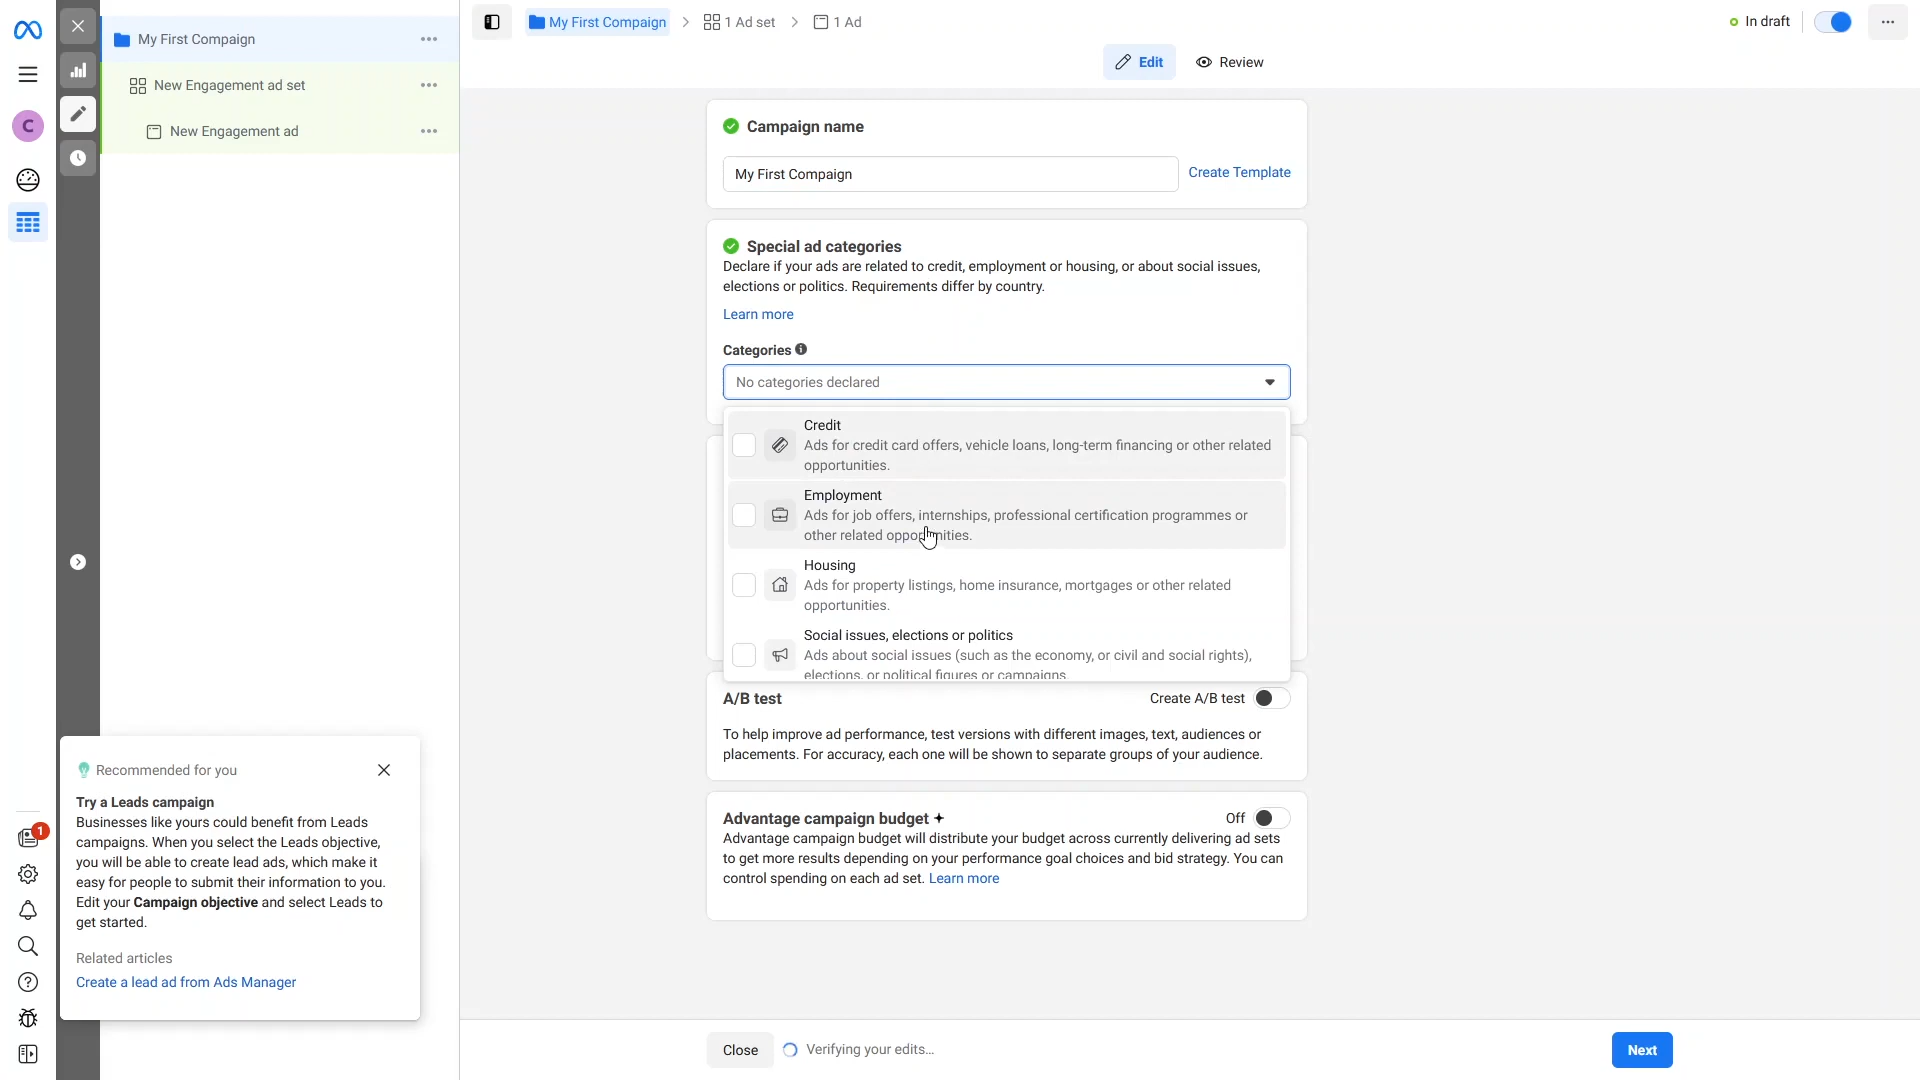 My First Compaign
New Engagement ad set
New Engagement ad
C
My First Compaign
1 Ad set
1 Ad
In draft
Edit
Review
Campaign name
My First Compaign
Create Template
Special ad categories
Declare if your ads are related to credit, employment or housing, or about social issues,
elections or politics. Requirements differ by country.
Learn more
Categories
No categories declared
Credit
Ads for credit card offers, vehicle loans, long-term financing or other related
opportunities.
Employment
Ads for job offers, internships, professional certification programmes or
other related opportunities.
Housing
Ads for property listings, home insurance, mortgages or other related
opportunities.
Social issues, elections or politics
Ads about social issues (such as the economy, or civil and social rights),
elections, or political figures or campaigns.
A/B test
Create A/B test
To help improve ad performance, test versions with different images, text, audiences or
placements. For accuracy, each one will be shown to separate groups of your audience.
Advantage campaign budget
Off
Advantage campaign budget will distribute your budget across currently delivering ad sets
to get more results depending on your performance goal choices and bid strategy. You can
control spending on each ad set. Learn more
Recommended for you
Try a Leads campaign
Businesses like yours could benefit from Leads
campaigns. When you select the Leads objective,
you will be able to create lead ads, which make it
easy for people to submit their information to you.
Edit your Campaign objective and select Leads to
get started.
Related articles
Create a lead ad from Ads Manager
1
Close
Verifying your edits...
Next